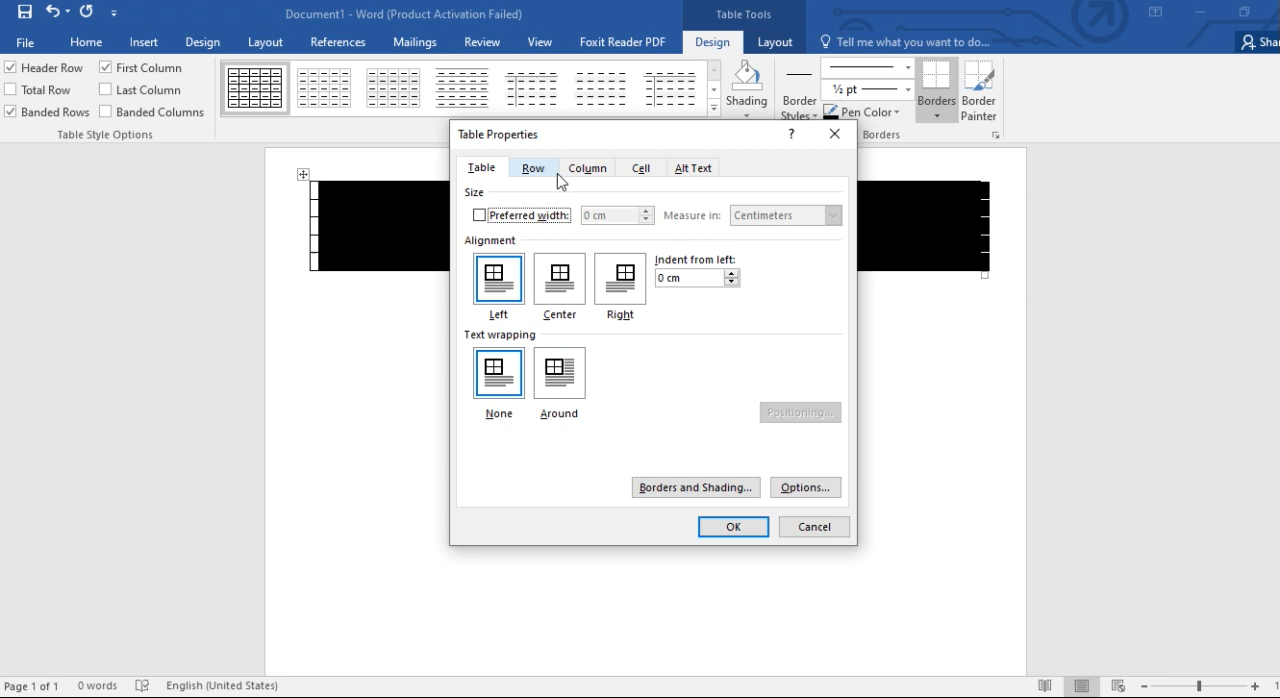 Document1 - Word (Product Activation Failed)
Table Tools
File Home Insert Design Layout References Mailings Review View Foxit Reader PDF Design Layout Tell me what you want to do...
Header Row First Column
Total Row Last Column
Banded Rows Banded Columns
Table Style Options
Shading
Border
Styles
½ pt
Pen Color
Borders
Border
Painter
Borders
Table Properties
?
Table Row Column Cell Alt Text
Size
Preferred width: 0 cm Measure in: Centimeters
Alignment
Indent from left:
0 cm
Left Center Right
Text wrapping
None Around
Positioning...
Borders and Shading... Options...
OK Cancel
Page 1 of 1 0 words English (United States)